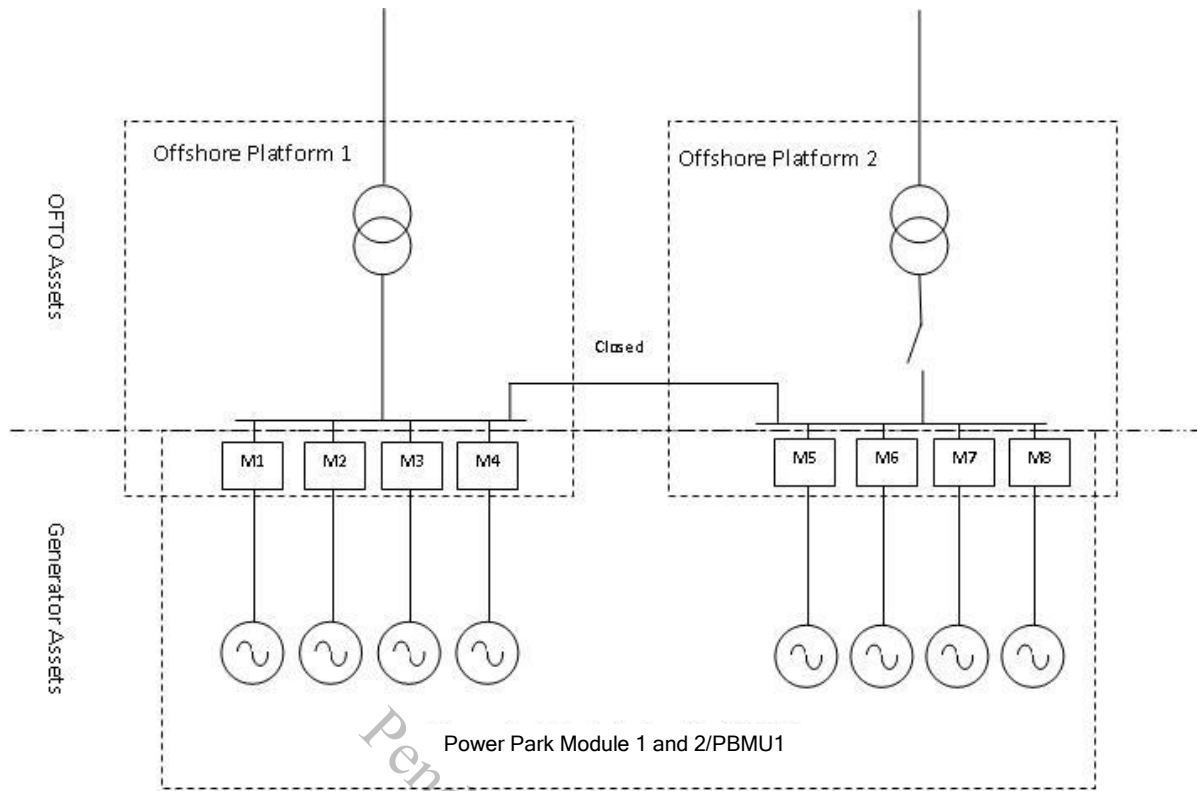 Offshore Platform 1
Offshore Platform 2
OFTO Assets
Closed
M1 M2 M3 M4
M5 M6 M7 M8
Generator Assets
Power Park Module 1 and 2/PBMU1